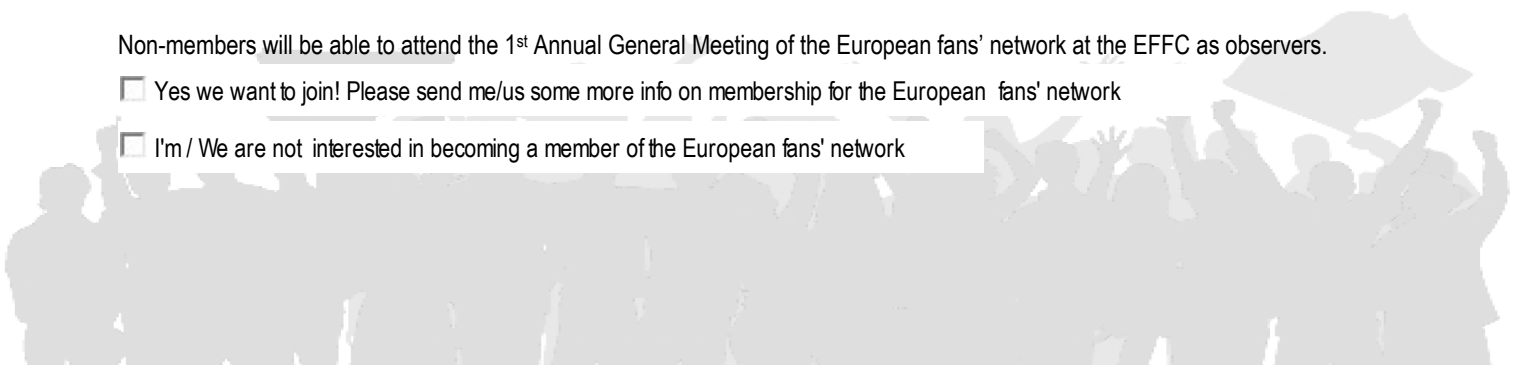 Non-members will be able to attend the 1st Annual General Meeting of the European fans’ network at the EFFC as observers.
Yes we want to join! Please send me/us some more info on membership for the European fans' network
I'm / We are not interested in becoming a member of the European fans' network